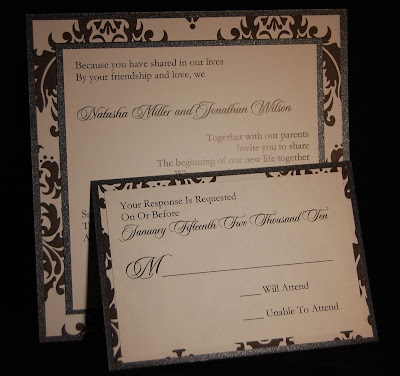 Because you have shared in our lives
By your friendship and love, we
Natasha Miller and Jonathan Wilson
Together with our parents
Invite you to share
The beginning of our new life together
Your Response Is Requested
On Or Before
January Fifteenth Two Thousand Ten
M
Will Attend
Unable To Attend